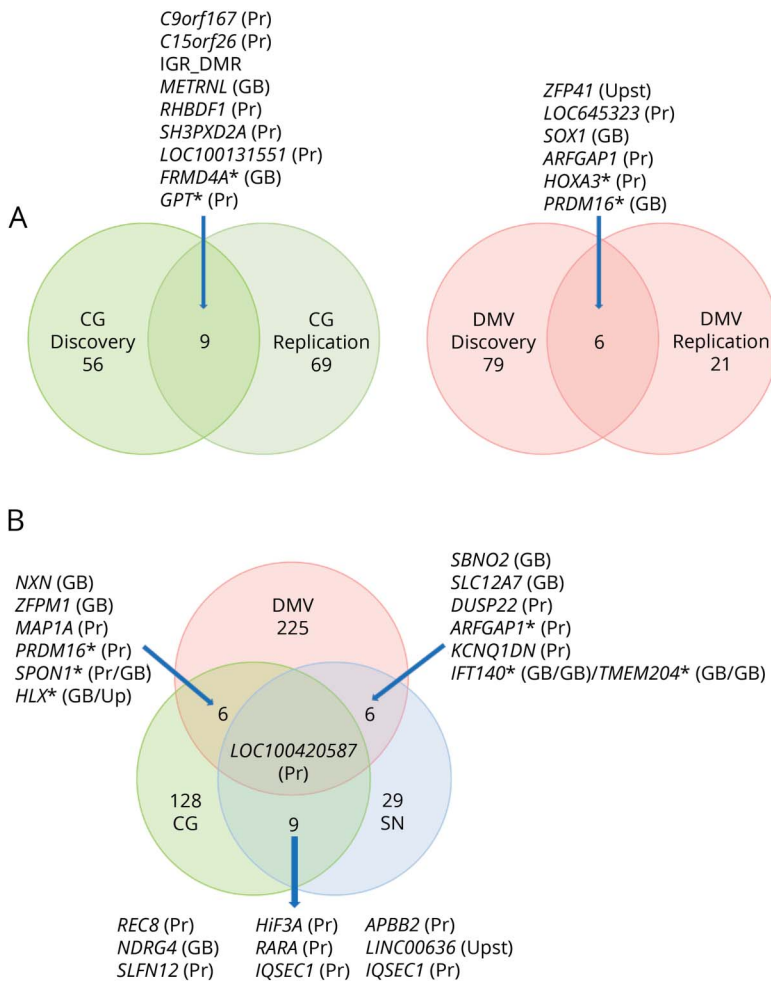 C9orf167 (Pr)
C15orf26 (Pr)
IGR_DMR
METRNL (GB)
RHBDF1 (Pr)
SH3PXD2A (Pr)
LOC100131551 (Pr)
FRMD4A* (GB)
GPT* (Pr)
ZFP41 (Upst)
LOC645323 (Pr)
SOX1 (GB)
ARFGAP1 (Pr)
HOXA3* (Pr)
PRDM16* (GB)
A
CG
Discovery
56
9
CG
Replication
69
DMV
Discovery
79
6
DMV
Replication
21
B
NXN (GB)
ZFPM1 (GB)
MAP1A (Pr)
PRDM16* (Pr)
SPON1* (Pr/GB)
HLX* (GB/Up)
DMV
225
SBNO2 (GB)
SLC12A7 (GB)
DUSP22 (Pr)
ARFGAP1* (Pr)
KCNQ1DN (Pr)
IFT140* (GB/GB)/TMEM204* (GB/GB)
6
6
LOC100420587
(Pr)
128
CG
9
29
SN
REC8 (Pr)
NDRG4 (GB)
SLFN12 (Pr)
HiF3A (Pr)
RARA (Pr)
IQSEC1 (Pr)
APBB2 (Pr)
LINC00636 (Upst)
IQSEC1 (Pr)